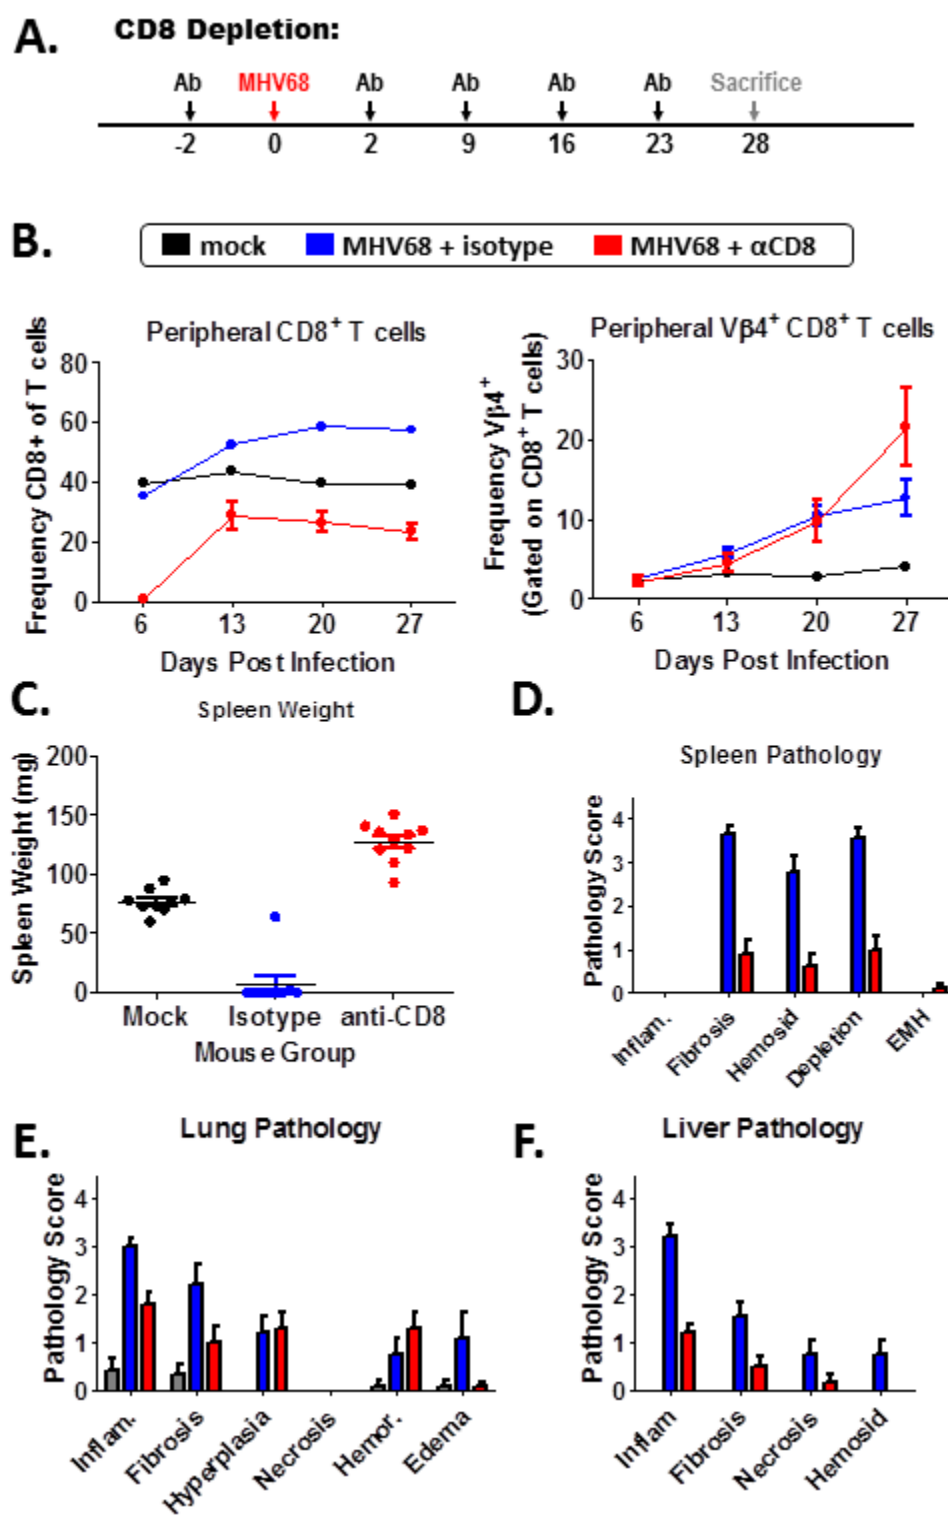 A.
CD8 Depletion:
Ab MHV68 Ab Ab Ab Ab Sacrifice
-2 0 2 9 16 23 28
B.
mock MHV68 + isotype MHV68 + αCD8
Peripheral CD8+ T cells
Frequency CD8+ of T cells
80
60
40
20
0
6 13 20 27
Days Post Infection
Peripheral Vβ4+ CD8+ T cells
Frequency Vβ4+
(Gated on CD8+ T cells)
30
20
10
0
6 13 20 27
Days Post Infection
C.
Spleen Weight
Spleen Weight (mg)
200
150
100
50
0
Mock Isotype anti-CD8
Mouse Group
D.
Spleen Pathology
Pathology Score
4
3
2
1
0
Inflam. Fibrosis Hemosid Depletion EMH
E.
Lung Pathology
Pathology Score
4
3
2
1
0
Inflam. Fibrosis Hyperplasia Necrosis Hemor. Edema
F.
Liver Pathology
Pathology Score
4
3
2
1
0
Inflam Fibrosis Necrosis Hemosid